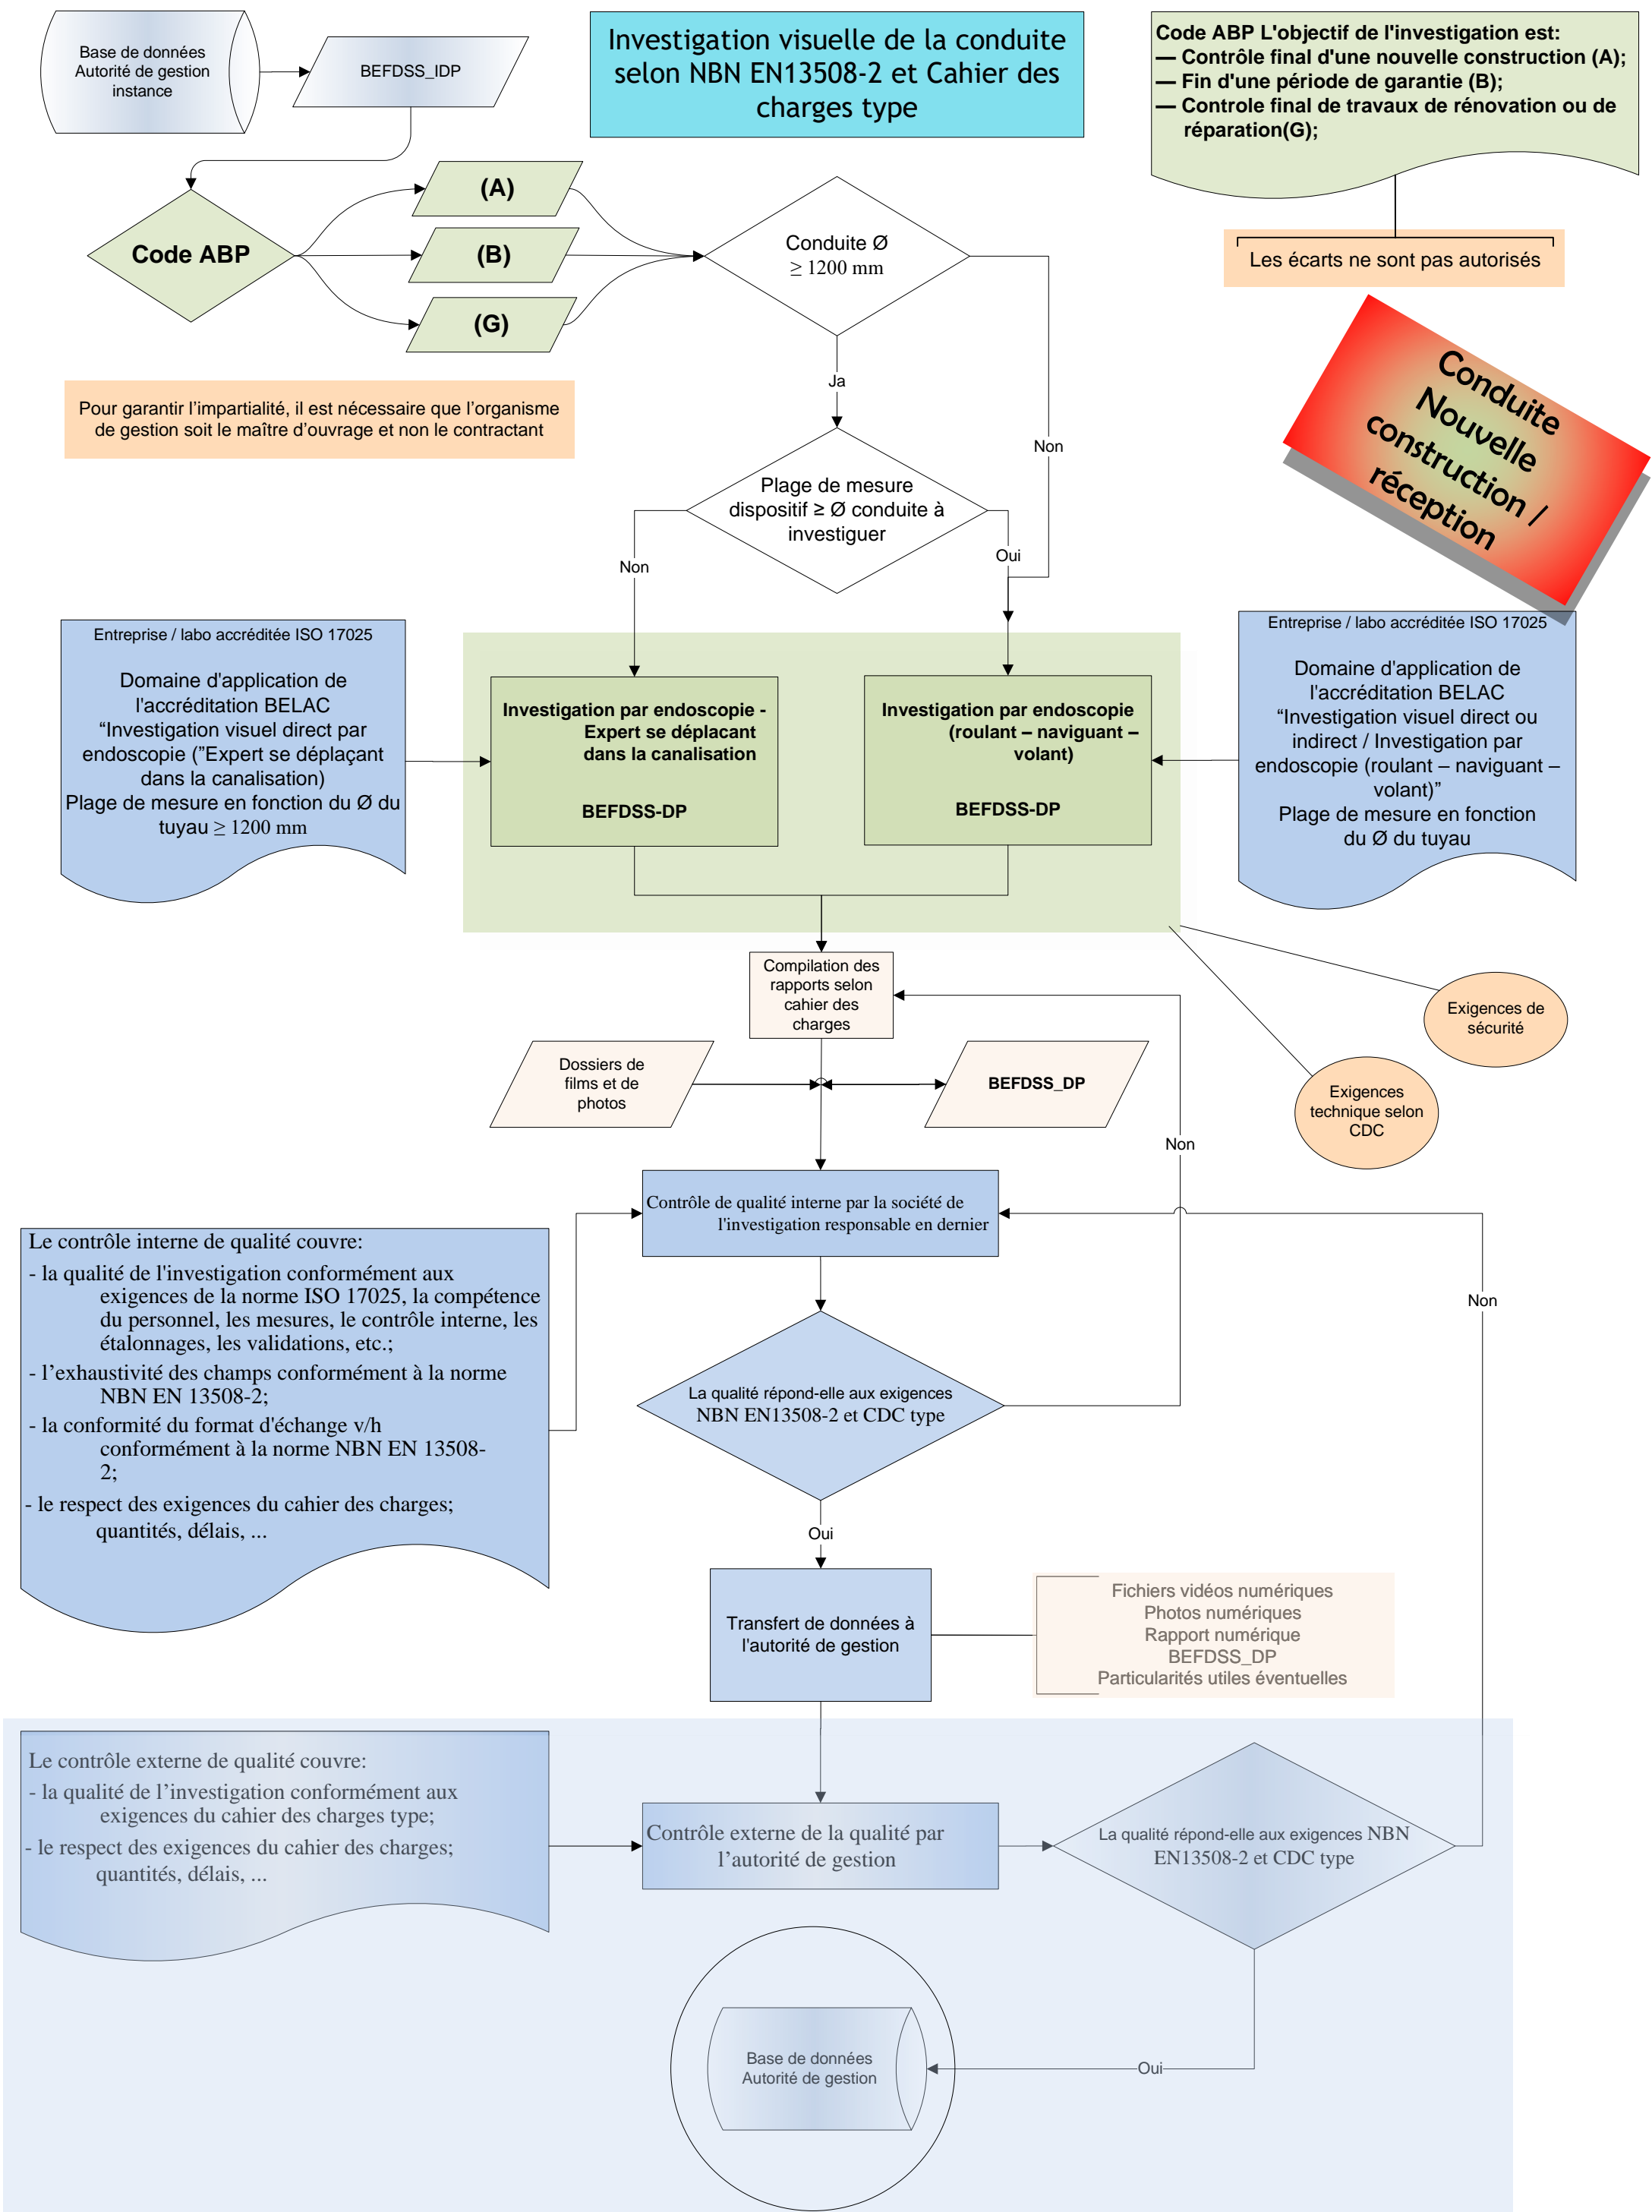 Base de données
Autorité de gestion
instance
BEFDSS_IDP
Investigation visuelle de la conduite
selon NBN EN13508-2 et Cahier des
charges type
Code ABP L'objectif de l'investigation est:
— Contrôle final d'une nouvelle construction (A);
— Fin d'une période de garantie (B);
— Controle final de travaux de rénovation ou de
réparation(G);
Les écarts ne sont pas autorisés
Code ABP
(A)
(B)
(G)
Conduite Ø
≥ 1200 mm
Ja
Non
Conduite
Nouvelle
construction /
réception
Pour garantir l’impartialité, il est nécessaire que l’organisme
de gestion soit le maître d’ouvrage et non le contractant
Plage de mesure
dispositif ≥ Ø conduite à
investiguer
Non
Oui
Entreprise / labo accréditée ISO 17025
Domaine d'application de
l'accréditation BELAC
“Investigation visuel direct par
endoscopie (”Expert se déplaçant
dans la canalisation)
Plage de mesure en fonction du Ø du
tuyau ≥ 1200 mm
Investigation par endoscopie -
Expert se déplacant
dans la canalisation
BEFDSS-DP
Investigation par endoscopie
(roulant – naviguant –
volant)
BEFDSS-DP
Entreprise / labo accréditée ISO 17025
Domaine d'application de
l'accréditation BELAC
“Investigation visuel direct ou
indirect / Investigation par
endoscopie (roulant – naviguant –
volant)”
Plage de mesure en fonction
du Ø du tuyau
Compilation des
rapports selon
cahier des
charges
Exigences de
sécurité
Exigences
technique selon
CDC
Dossiers de
films et de
photos
BEFDSS_DP
Non
Contrôle de qualité interne par la société de
l'investigation responsable en dernier
Le contrôle interne de qualité couvre:
- la qualité de l'investigation conformément aux
exigences de la norme ISO 17025, la compétence
du personnel, les mesures, le contrôle interne, les
étalonnages, les validations, etc.;
- l’exhaustivité des champs conformément à la norme
NBN EN 13508-2;
- la conformité du format d'échange v/h
conformément à la norme NBN EN 13508-
2;
- le respect des exigences du cahier des charges;
quantités, délais, ...
Non
La qualité répond-elle aux exigences
NBN EN13508-2 et CDC type
Oui
Transfert de données à
l'autorité de gestion
Fichiers vidéos numériques
Photos numériques
Rapport numérique
BEFDSS_DP
Particularités utiles éventuelles
Le contrôle externe de qualité couvre:
- la qualité de l’investigation conformément aux
exigences du cahier des charges type;
- le respect des exigences du cahier des charges;
quantités, délais, ...
Contrôle externe de la qualité par
l’autorité de gestion
La qualité répond-elle aux exigences NBN
EN13508-2 et CDC type
Base de données
Autorité de gestion
Oui